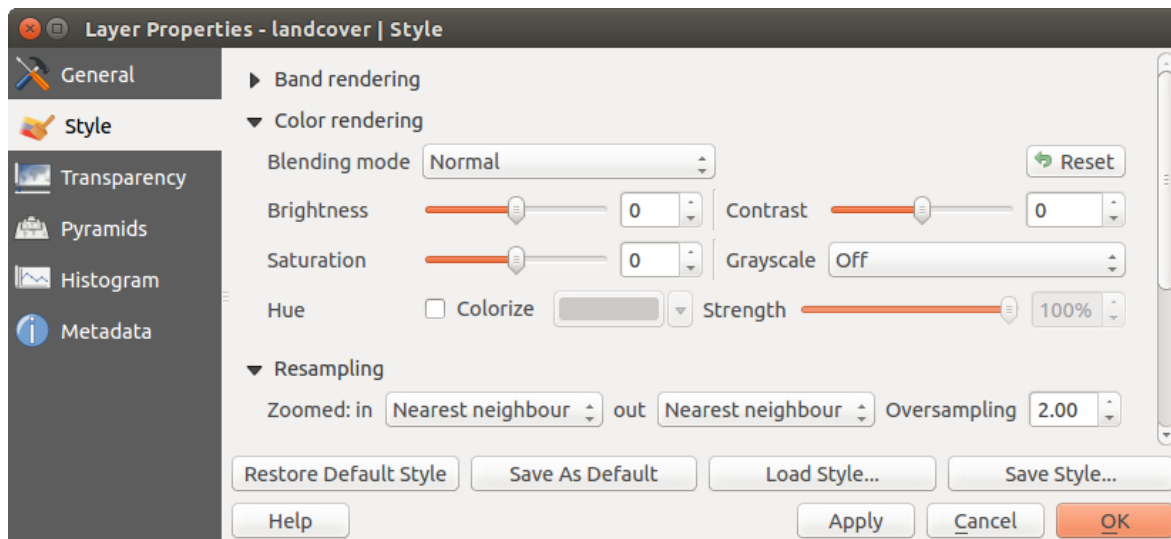 Layer Properties - landcover | Style
General
Style
Transparency
Pyramids
Histogram
Metadata
Band rendering
Color rendering
Blending mode Normal Reset
Brightness 0 Contrast 0
Saturation 0 Grayscale Off
Hue Colorize Strength 100%
Resampling
Zoomed: in Nearest neighbour out Nearest neighbour Oversampling 2.00
Restore Default Style Save As Default Load Style... Save Style...
Help Apply Cancel OK